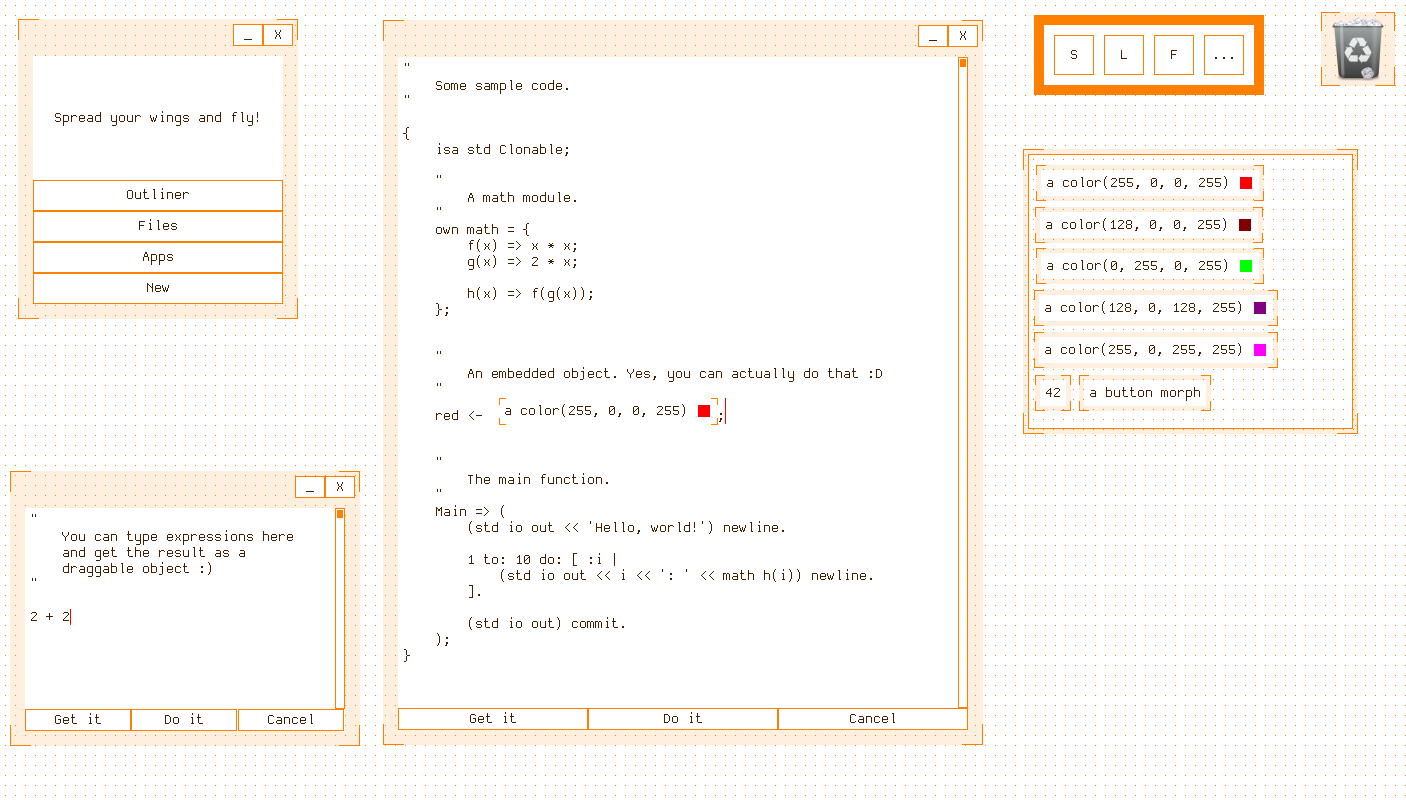 _ X
Spread your wings and fly!
Outliner
Files
Apps
New
_ X
"
You can type expressions here
and get the result as a
draggable object :)
"
2 + 2
Get it Do it Cancel
_ X
"
Some sample code.
"
{
isa std Clonable;
"
A math module.
"
own math = {
f(x) => x * x;
g(x) => 2 * x;
h(x) => f(g(x));
};
"
An embedded object. Yes, you can actually do that :D
"
red <- a color(255, 0, 0, 255) ;
"
The main function.
"
Main => (
(std io out << 'Hello, world!') newline.
1 to: 10 do: [ :i |
(std io out << i << ': ' << math h(i)) newline.
].
(std io out) commit.
);
}
Get it Do it Cancel
S L F ...
a color(255, 0, 0, 255)
a color(128, 0, 0, 255)
a color(0, 255, 0, 255)
a color(128, 0, 128, 255)
a color(255, 0, 255, 255)
42 a button morph